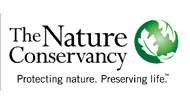 The Nature
Conservancy
Protecting nature. Preserving life.™